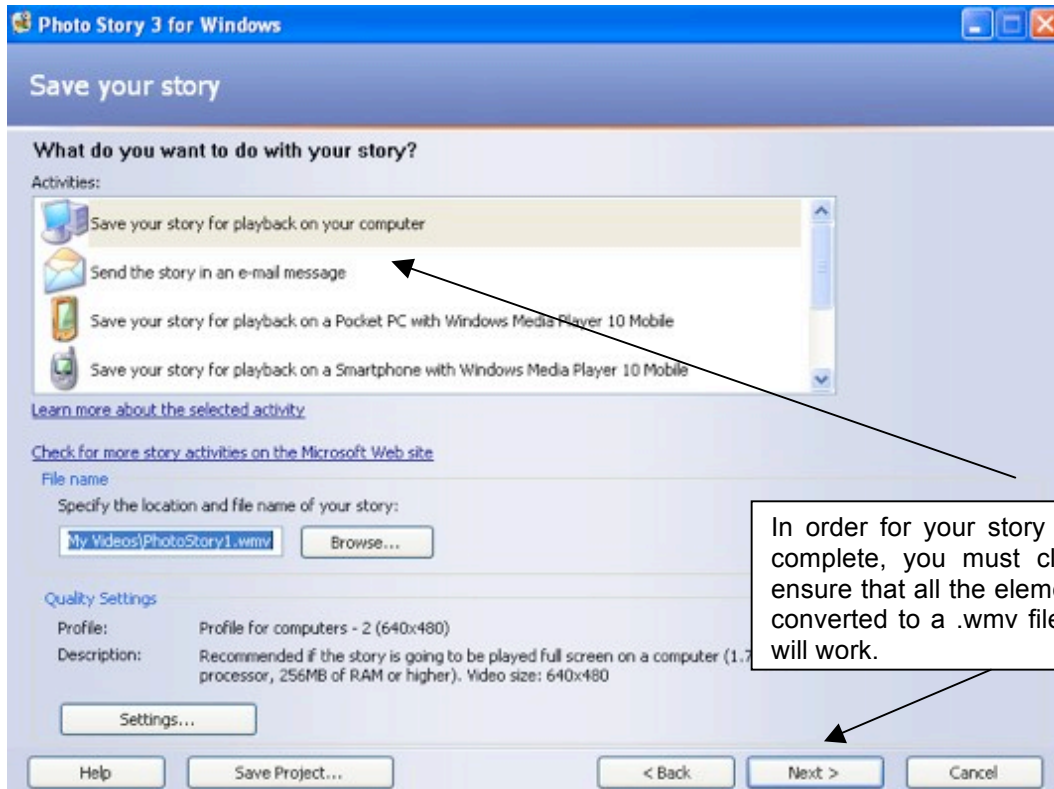 Photo Story 3 for Windows
Save your story
What do you want to do with your story?
Activities:
Save your story for playback on your computer
Send the story in an e-mail message
Save your story for playback on a Pocket PC with Windows Media Player 10 Mobile
Save your story for playback on a Smartphone with Windows Media Player 10 Mobile
Learn more about the selected activity
Check for more story activities on the Microsoft Web site
File name
Specify the location and file name of your story:
My Videos\PhotoStory1.wmv
Browse...
In order for your story
complete, you must
ensure that all the
converted to a .wmv file
will work.
Quality Settings
Profile: Profile for computers - 2 (640x480)
Description: Recommended if the story is going to be played full screen on a computer
processor, 256MB of RAM or higher). Video size: 640x480
Settings...
Help
Save Project...
< Back
Next >
Cancel